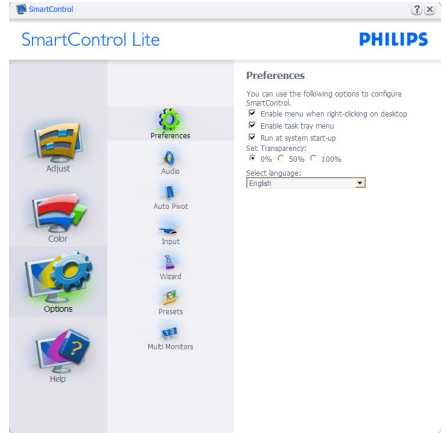 SmartControl
SmartControl Lite
PHILIPS
Adjust
Color
Options
Help
Preferences
Audio
Auto Pivot
Input
Wizard
Presets
Multi Monitors
Preferences
You can use the following options to configure
SmartControl.
Enable menu when right-clicking on desktop
Enable task tray menu
Run at system start-up
Set Transparency:
0% 50% 100%
Select language:
English